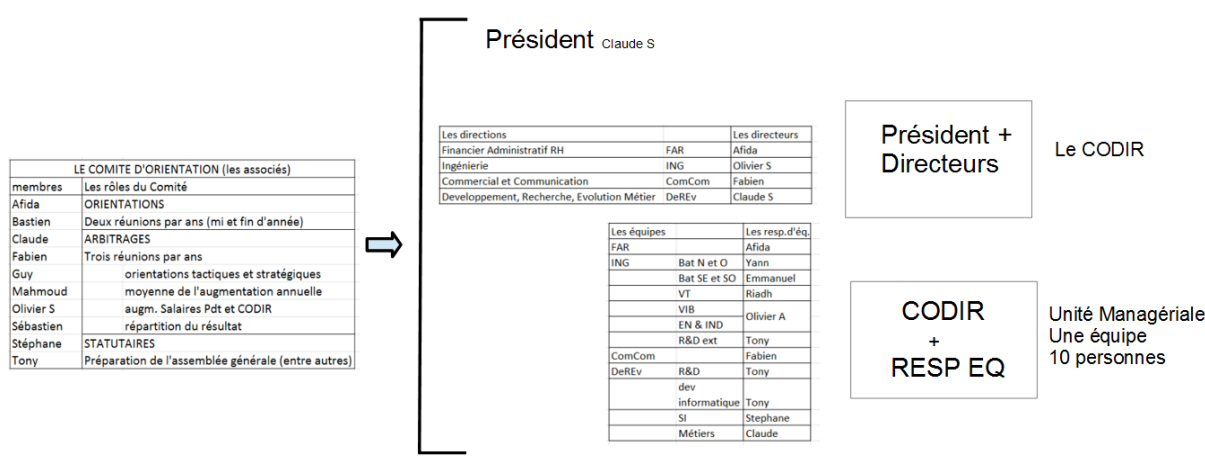 LE COMITE D'ORIENTATION (les associés)
membres Les rôles du Comité
Afida ORIENTATIONS
Bastien Deux réunions par ans (mi et fin d'année)
Claude ARBITRAGES
Fabien Trois réunions par ans
Guy orientations tactiques et stratégiques
Mahmoud moyenne de l'augmentation annuelle
Olivier S augm. Salaires Pdt et CODIR
Sébastien répartition du résultat
Stéphane STATUTAIRES
Tony Préparation de l'assemblée générale (entre autres)
Président Claude S
Les directions Les directeurs
Financier Administratif RH FAR Afida
Ingénierie ING Olivier S
Commercial et Communication ComCom Fabien
Developpement, Recherche, Evolution Métier DeREv Claude S
Les équipes Les resp.d'éq.
FAR Afida
ING Bat N et O Yann
Bat SE et SO Emmanuel
VT Riadh
VIB
Olivier A
EN & IND
R&D ext Tony
ComCom Fabien
DeREv R&D Tony
dev
informatique Tony
SI Stephane
Métiers Claude
Président +
Directeurs
Le CODIR
CODIR
+
RESP EQ
Unité Managériale
Une équipe
10 personnes